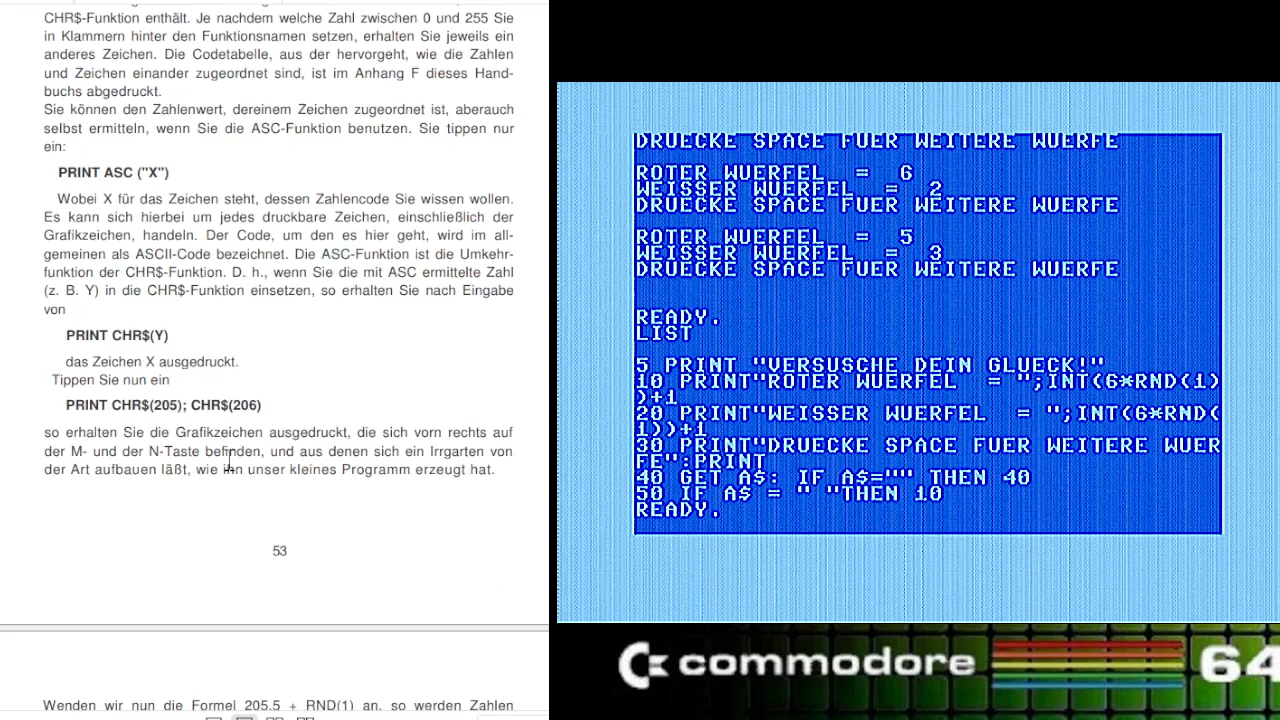 CHR$-Funktion enthält. Je nachdem welche Zahl zwischen 0 und 255 Sie
in Klammern hinter den Funktionsnamen setzen, erhalten Sie jeweils ein
anderes Zeichen. Die Codetabelle, aus der hervorgeht, wie die Zahlen
und Zeichen einander zugeordnet sind, ist im Anhang F dieses Hand-
buchs abgedruckt.
Sie können den Zahlenwert, dereinem Zeichen zugeordnet ist, aberauch
selbst ermitteln, wenn Sie die ASC-Funktion benutzen. Sie tippen nur
ein:
PRINT ASC ("X")
Wobei X für das Zeichen steht, dessen Zahlencode Sie wissen wollen.
Es kann sich hierbei um jedes druckbare Zeichen, einschließlich der
Grafikzeichen, handeln. Der Code, um den es hier geht, wird im all-
gemeinen als ASCII-Code bezeichnet. Die ASC-Funktion ist die Umkehr-
funktion der CHR$-Funktion. D. h., wenn Sie die mit ASC ermittelte Zahl
(z. B. Y) in die CHR$-Funktion einsetzen, so erhalten Sie nach Eingabe
von
PRINT CHR$(Y)
das Zeichen X ausgedruckt.
Tippen Sie nun ein
PRINT CHR$(205); CHR$(206)
so erhalten Sie die Grafikzeichen ausgedruckt, die sich vorn rechts auf
der M- und der N-Taste befinden, und aus denen sich ein Irrgarten von
der Art aufbauen läßt, wie ihn unser kleines Programm erzeugt hat.
53
Wenden wir nun die Formel 205.5 + RND(1) an, so werden Zahlen
DRUECKE SPACE FUER WEITERE WUERFE
ROTER WUERFEL  =  6
WEISSER WUERFEL  =  2
DRUECKE SPACE FUER WEITERE WUERFE
ROTER WUERFEL  =  5
WEISSER WUERFEL  =  3
DRUECKE SPACE FUER WEITERE WUERFE
READY.
LIST
5 PRINT "VERSUSCHE DEIN GLUECK!"
10 PRINT"ROTER WUERFEL  = ";INT(6*RND(1)
)+1
20 PRINT"WEISSER WUERFEL  = ";INT(6*RND(
1))+1
30 PRINT"DRUECKE SPACE FUER WEITERE WUER
FE":PRINT
40 GET A$: IF A$="" THEN 40
50 IF A$ = " "THEN 10
READY.
commodore 64